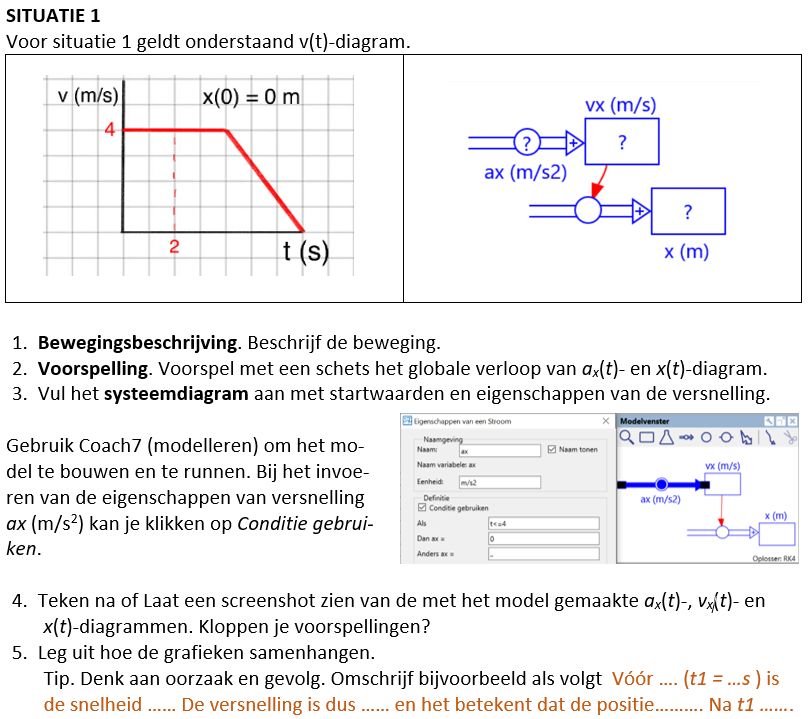 SITUATIE 1
Voor situatie 1 geldt onderstaand v(t)-diagram.
v (m/s)
x(0) = 0 m
4
2
t (s)
vx (m/s)
?
?
+
ax (m/s2)
+
?
x (m)
1. Bewegingsbeschrijving. Beschrijf de beweging.
2. Voorspelling. Voorspel met een schets het globale verloop van ax(t)- en x(t)-diagram.
3. Vul het systeemdiagram aan met startwaarden en eigenschappen van de versnelling.
Gebruik Coach7 (modelleren) om het mo-
del te bouwen en te runnen. Bij het invoe-
ren van de eigenschappen van versnelling
ax (m/s²) kan je klikken op Conditie gebrui-
ken.
Eigenschappen van een Stroom
Naamgeving
Naam: ax
Naam tonen
Naam variabele: ax
Eenheid: m/s2
Definitie
Conditie gebruiken
Als t<=4
Dan ax = 0
Anders ax = ..
Modelvenster
vx (m/s)
ax (m/s2)
x (m)
Oplosser: RK4
4. Teken na of Laat een screenshot zien van de met het model gemaakte ax(t)-, vx(t)- en
x(t)-diagrammen. Kloppen je voorspellingen?
5. Leg uit hoe de grafieken samenhangen.
Tip. Denk aan oorzaak en gevolg. Omschrijf bijvoorbeeld als volgt Vóór .... (t1 = ...s ) is
de snelheid ...... De versnelling is dus ...... en het betekent dat de positie........... Na t1 .......